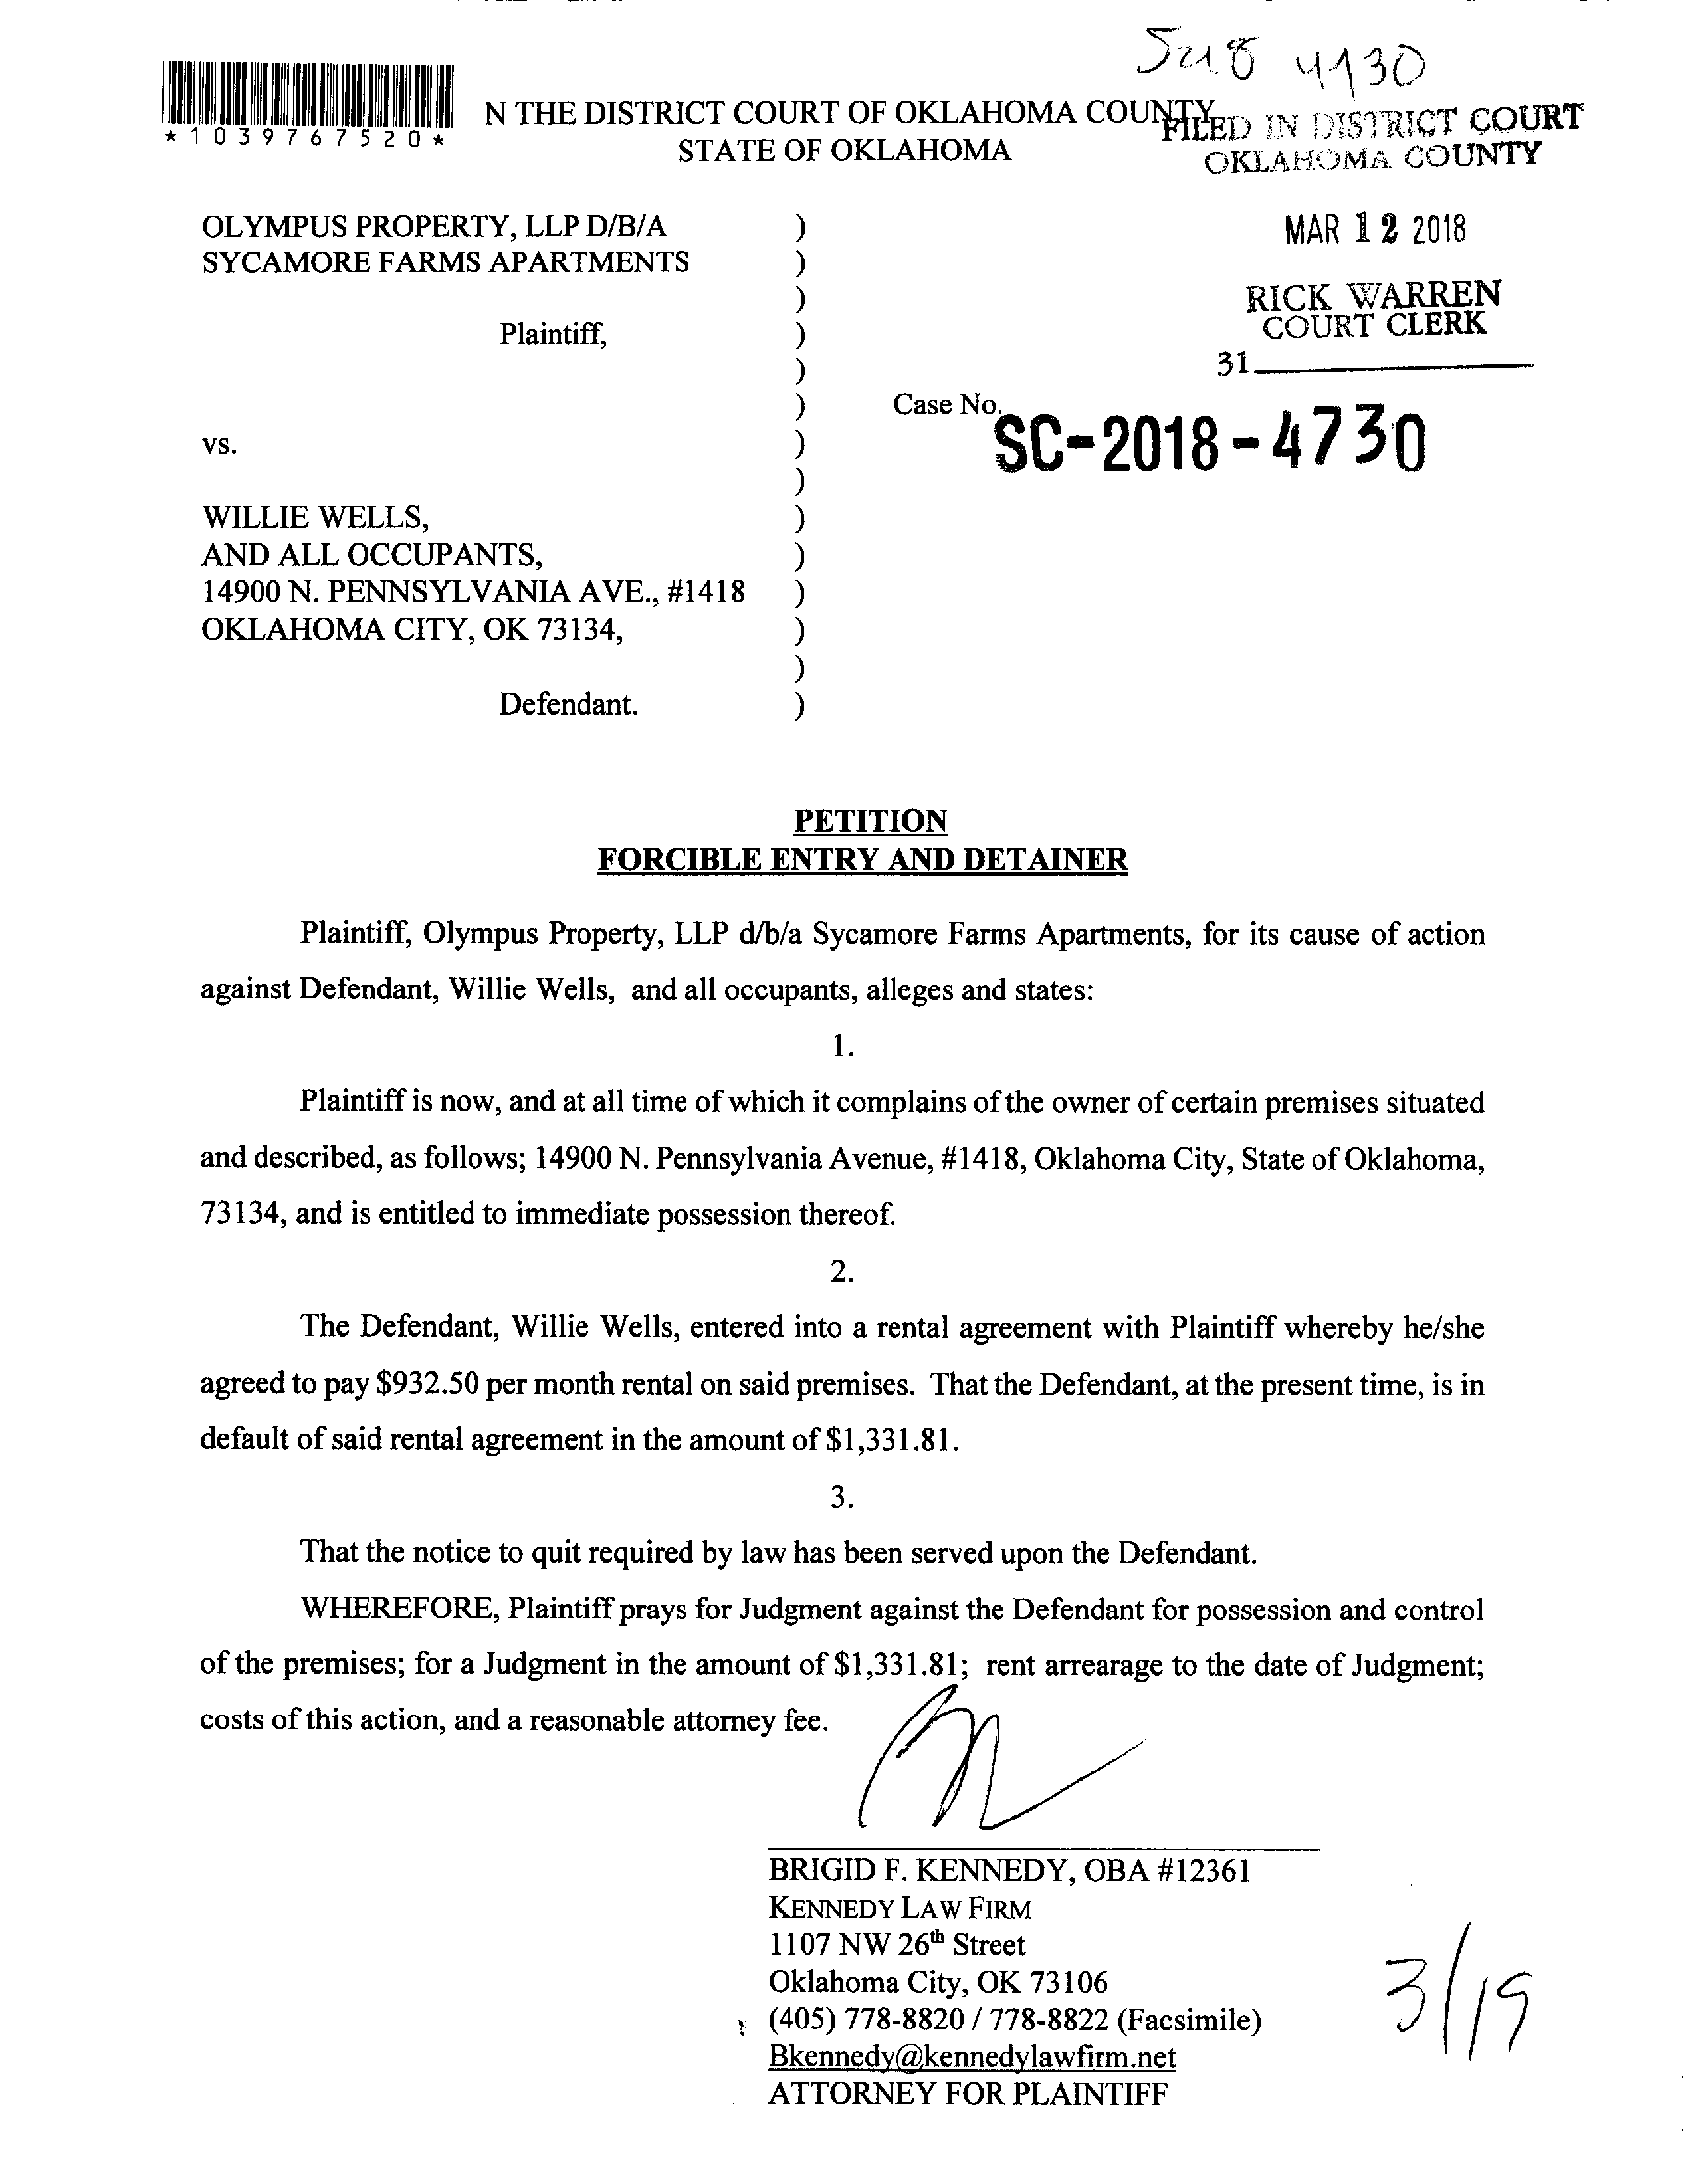 *1039767520*
N THE DISTRICT COURT OF OKLAHOMA COUNTY
STATE OF OKLAHOMA
FILED IN DISTRICT COURT
OKLAHOMA COUNTY
MAR 12 2018
RICK WARREN
COURT CLERK
31
OLYMPUS PROPERTY, LLP D/B/A )
SYCAMORE FARMS APARTMENTS )
)
Plaintiff, )
)
) Case No. SC-2018-4730
vs. )
)
WILLIE WELLS, )
AND ALL OCCUPANTS, )
14900 N. PENNSYLVANIA AVE., #1418 )
OKLAHOMA CITY, OK 73134, )
)
Defendant. )
PETITION
FORCIBLE ENTRY AND DETAINER
Plaintiff, Olympus Property, LLP d/b/a Sycamore Farms Apartments, for its cause of action
against Defendant, Willie Wells, and all occupants, alleges and states:
1.
Plaintiff is now, and at all time of which it complains of the owner of certain premises situated
and described, as follows; 14900 N. Pennsylvania Avenue, #1418, Oklahoma City, State of Oklahoma,
73134, and is entitled to immediate possession thereof.
2.
The Defendant, Willie Wells, entered into a rental agreement with Plaintiff whereby he/she
agreed to pay $932.50 per month rental on said premises. That the Defendant, at the present time, is in
default of said rental agreement in the amount of $1,331.81.
3.
That the notice to quit required by law has been served upon the Defendant.
WHEREFORE, Plaintiff prays for Judgment against the Defendant for possession and control
of the premises; for a Judgment in the amount of $1,331.81; rent arrearage to the date of Judgment;
costs of this action, and a reasonable attorney fee.
BRIGID F. KENNEDY, OBA #12361
KENNEDY LAW FIRM
1107 NW 26th Street
Oklahoma City, OK 73106
(405) 778-8820 / 778-8822 (Facsimile)
Bkennedy@kennedylawfirm.net
ATTORNEY FOR PLAINTIFF
3/19